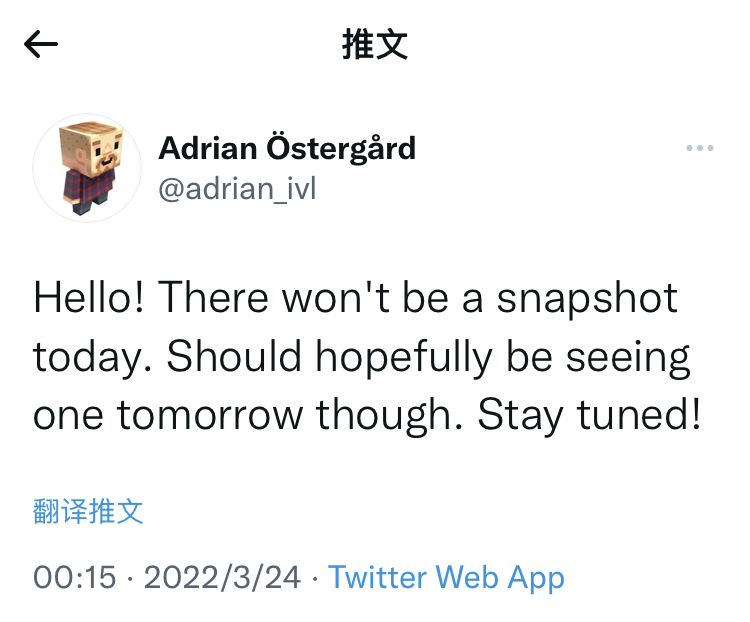 推文
Adrian Östergård
@adrian_ivl
Hello! There won't be a snapshot
today. Should hopefully be seeing
one tomorrow though. Stay tuned!
翻译推文
00:15 · 2022/3/24 · Twitter Web App